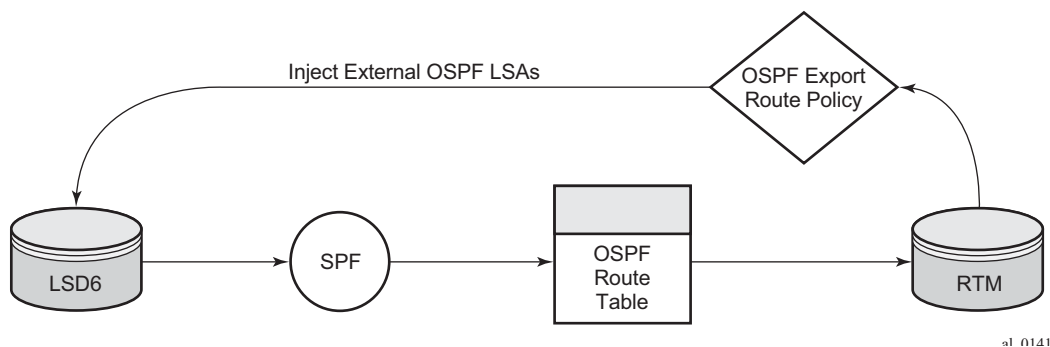 Inject External OSPF LSAs
OSPF Export
Route Policy
LSD6
SPF
OSPF
Route
Table
RTM
al_0141